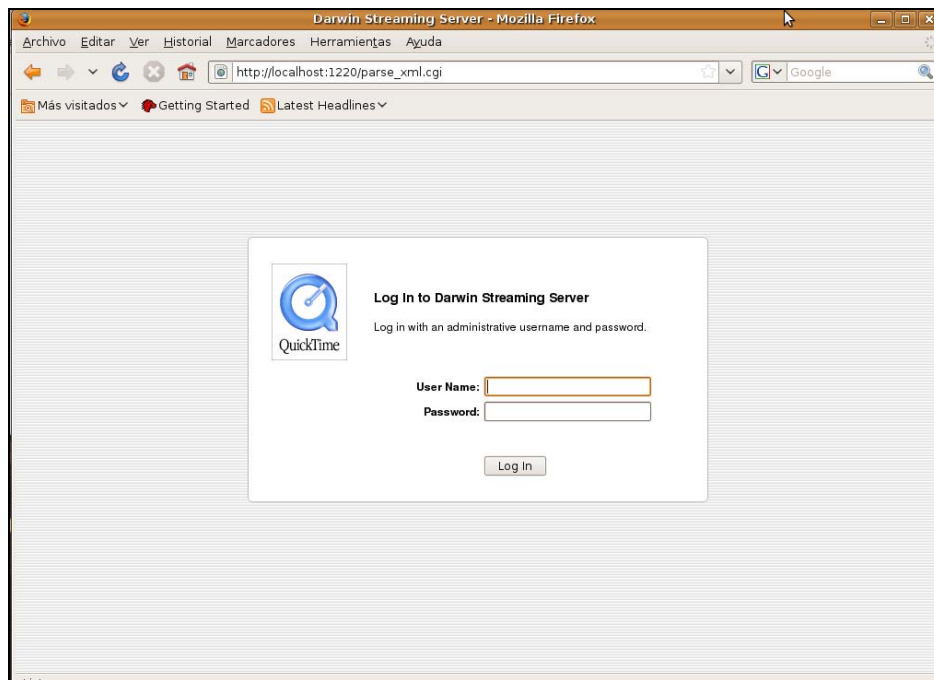 Darwin Streaming Server - Mozilla Firefox
Archivo Editar Ver Historial Marcadores Herramientas Ayuda
http://localhost:1220/parse_xml.cgi
G Google
Más visitados Getting Started Latest Headlines
QuickTime
Log In to Darwin Streaming Server
Log in with an administrative username and password.
User Name:
Password:
Log In